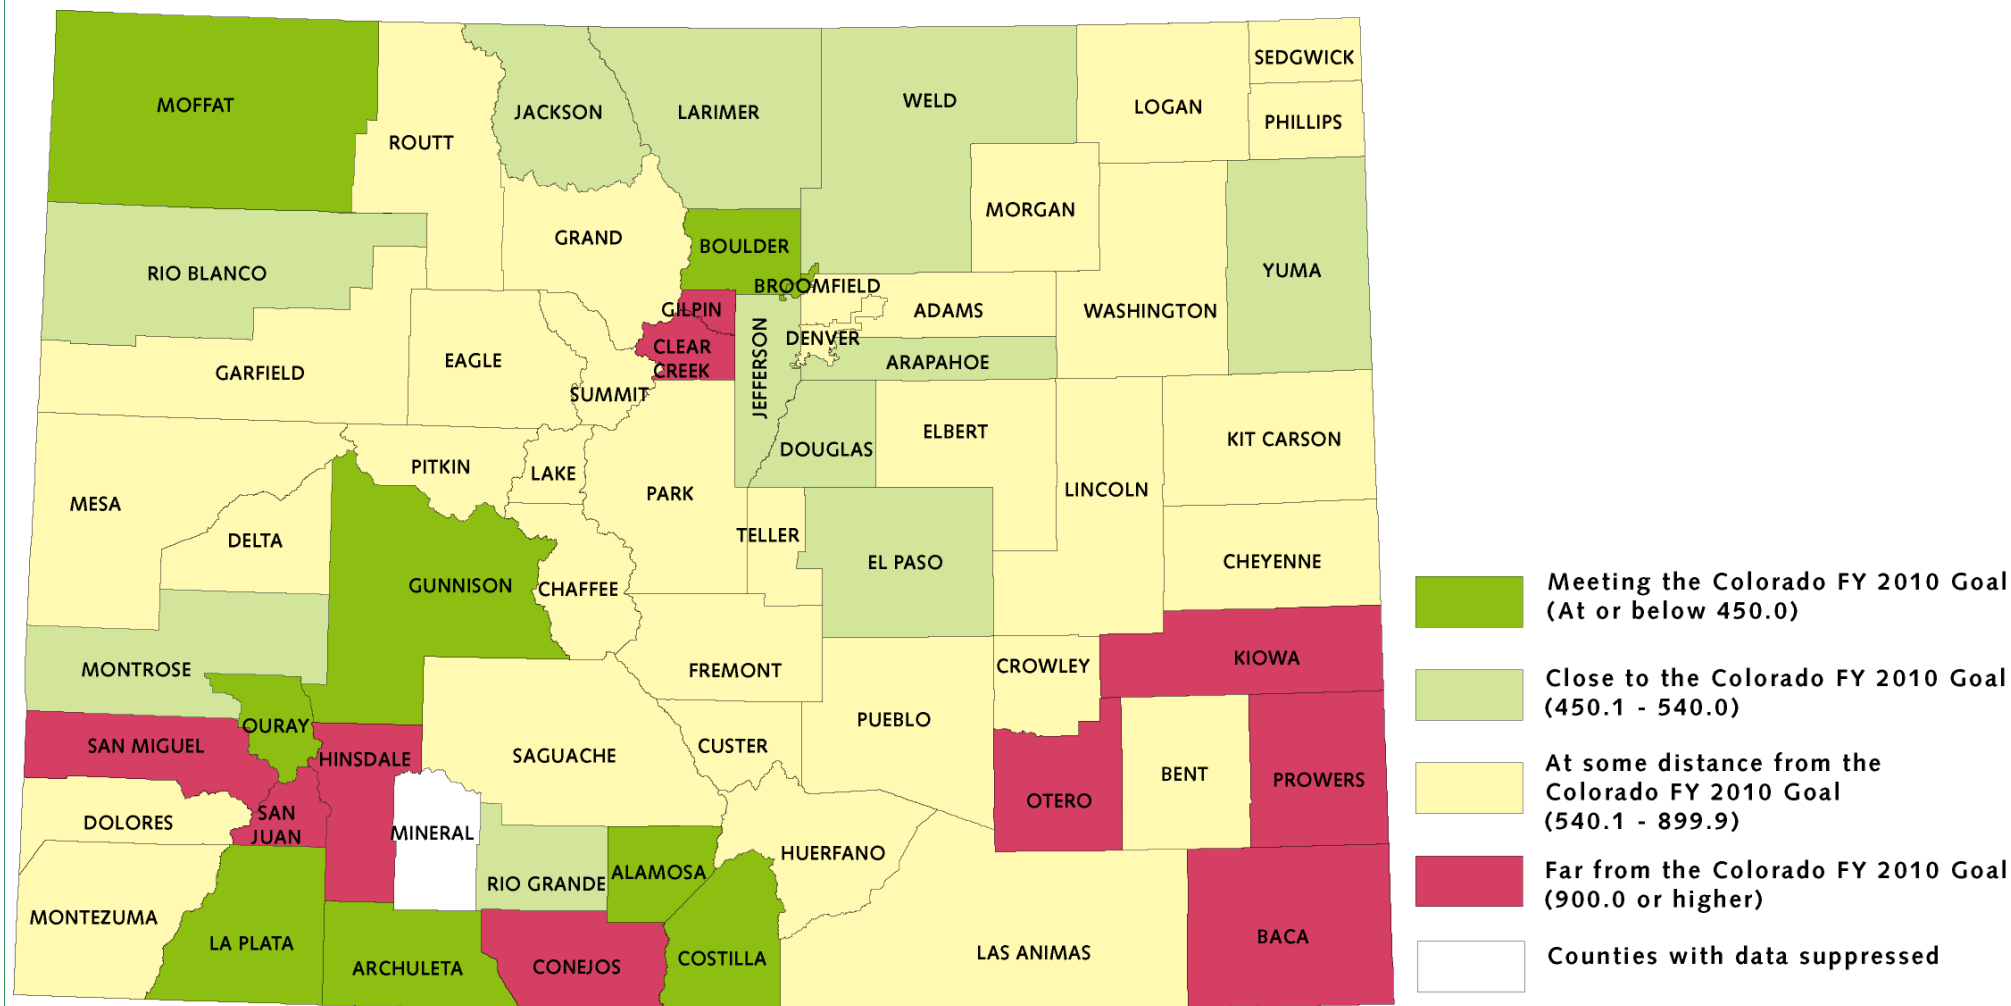 SEDGWICK
MOFFAT
JACKSON
LARIMER
WELD
LOGAN
PHILLIPS
ROUTT
MORGAN
GRAND
BOULDER
RIO BLANCO
YUMA
BROOMFIELD
GILPIN
ADAMS
WASHINGTON
DENVER
CLEAR
CREEK
JEFFERSON
ARAPAHOE
EAGLE
GARFIELD
SUMMIT
ELBERT
KIT CARSON
DOUGLAS
PITKIN
LAKE
PARK
LINCOLN
MESA
DELTA
TELLER
EL PASO
CHEYENNE
GUNNISON
CHAFFEE
MONTROSE
FREMONT
CROWLEY
KIOWA
OURAY
PUEBLO
SAN MIGUEL
HINSDALE
SAGUACHE
CUSTER
BENT
PROWERS
OTERO
DOLORES
SAN
JUAN
MINERAL
HUERFANO
RIO GRANDE
ALAMOSA
MONTEZUMA
LA PLATA
ARCHULETA
CONEJOS
COSTILLA
LAS ANIMAS
BACA
Meeting the Colorado FY 2010 Goal
(At or below 450.0)
Close to the Colorado FY 2010 Goal
(450.1 - 540.0)
At some distance from the
Colorado FY 2010 Goal
(540.1 - 899.9)
Far from the Colorado FY 2010 Goal
(900.0 or higher)
Counties with data suppressed